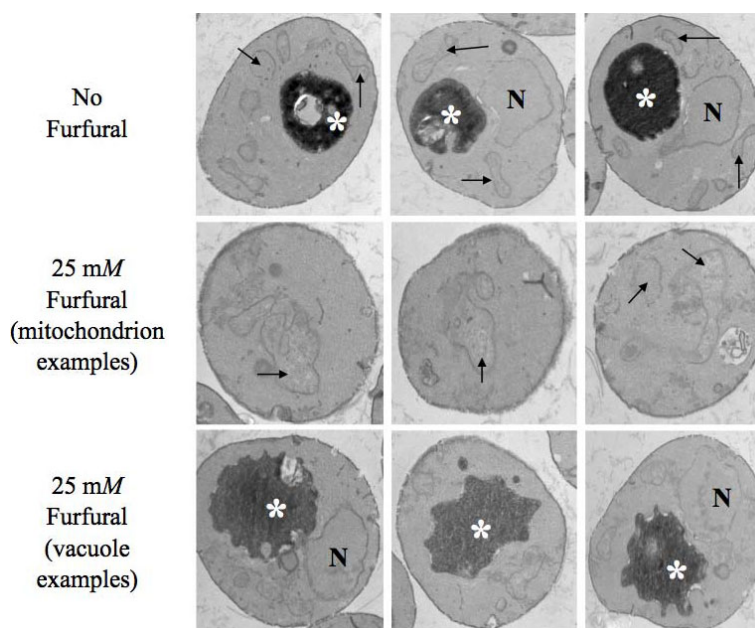 No
Furfural
N
N
25 mM
Furfural
(mitochondrion
examples)
25 mM
Furfural
(vacuole
examples)
N
N